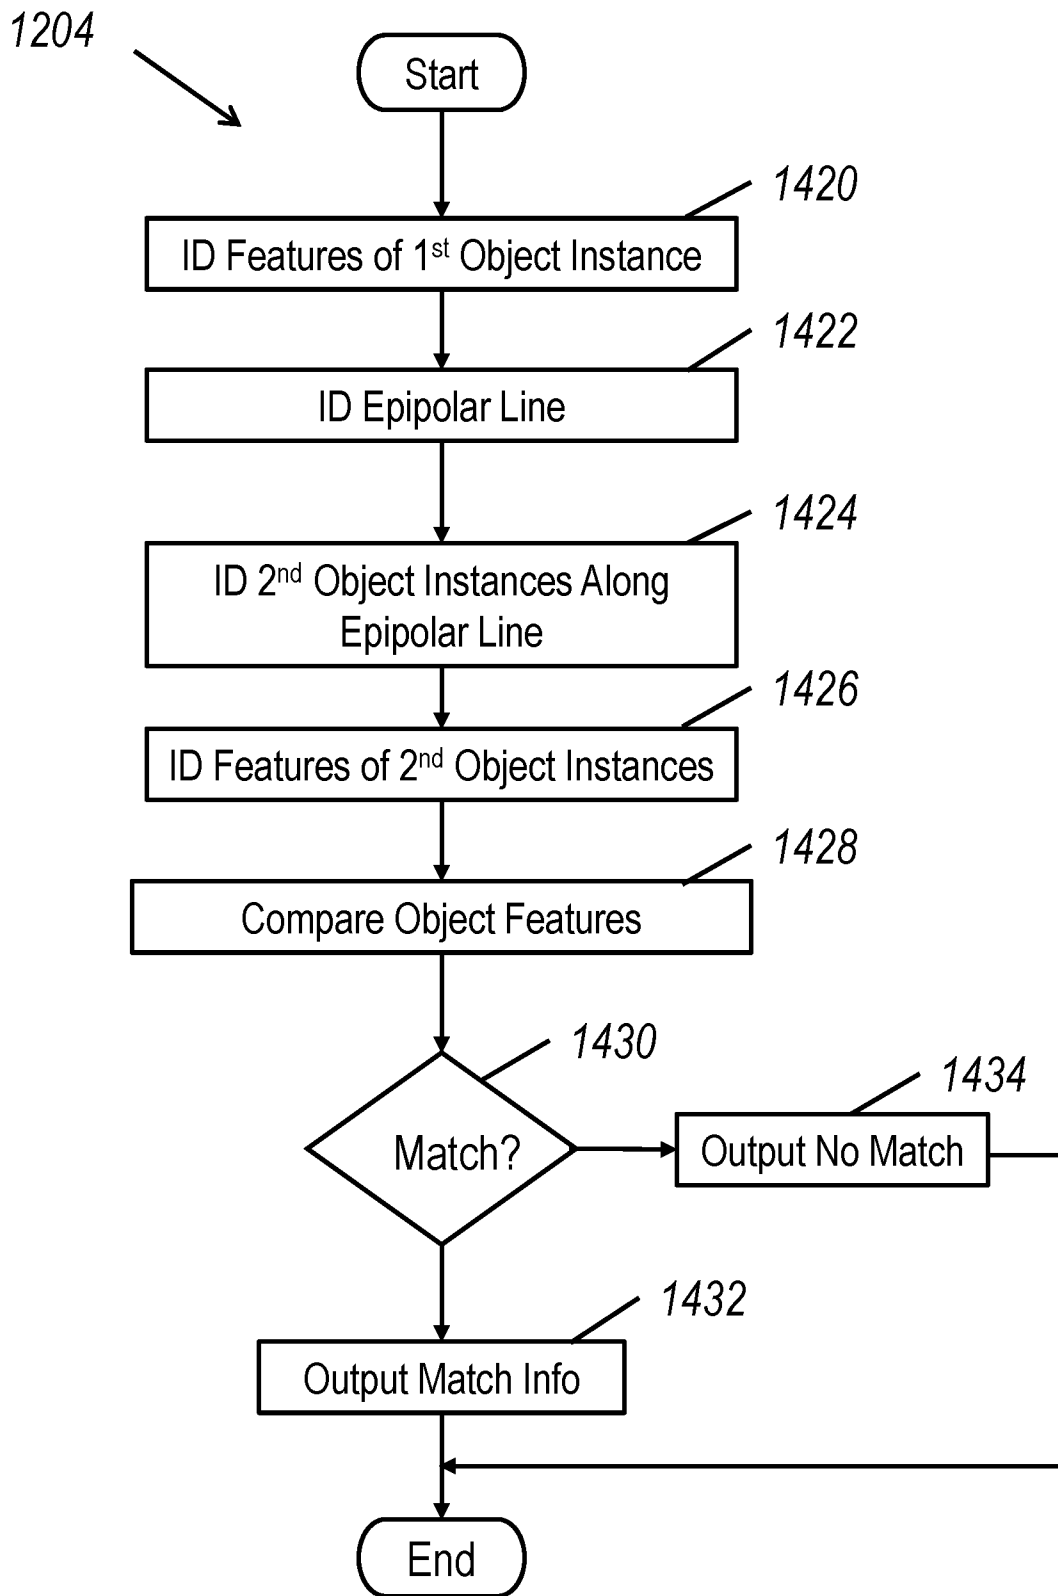 1204
Start
1420
ID Features of 1st Object Instance
1422
ID Epipolar Line
1424
ID 2nd Object Instances Along
Epipolar Line
1426
ID Features of 2nd Object Instances
1428
Compare Object Features
1430
Match?
1434
Output No Match
1432
Output Match Info
End